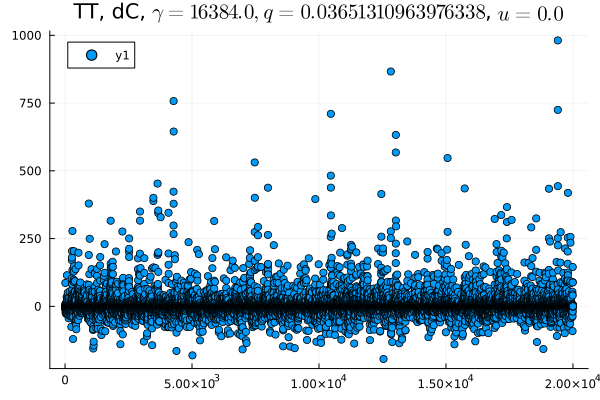 TT, dC, γ = 16384.0, q = 0.03651310963976338, u = 0.0
y1
1000
750
500
250
0
0 5.00×10³ 1.00×10⁴ 1.50×10⁴ 2.00×10⁴